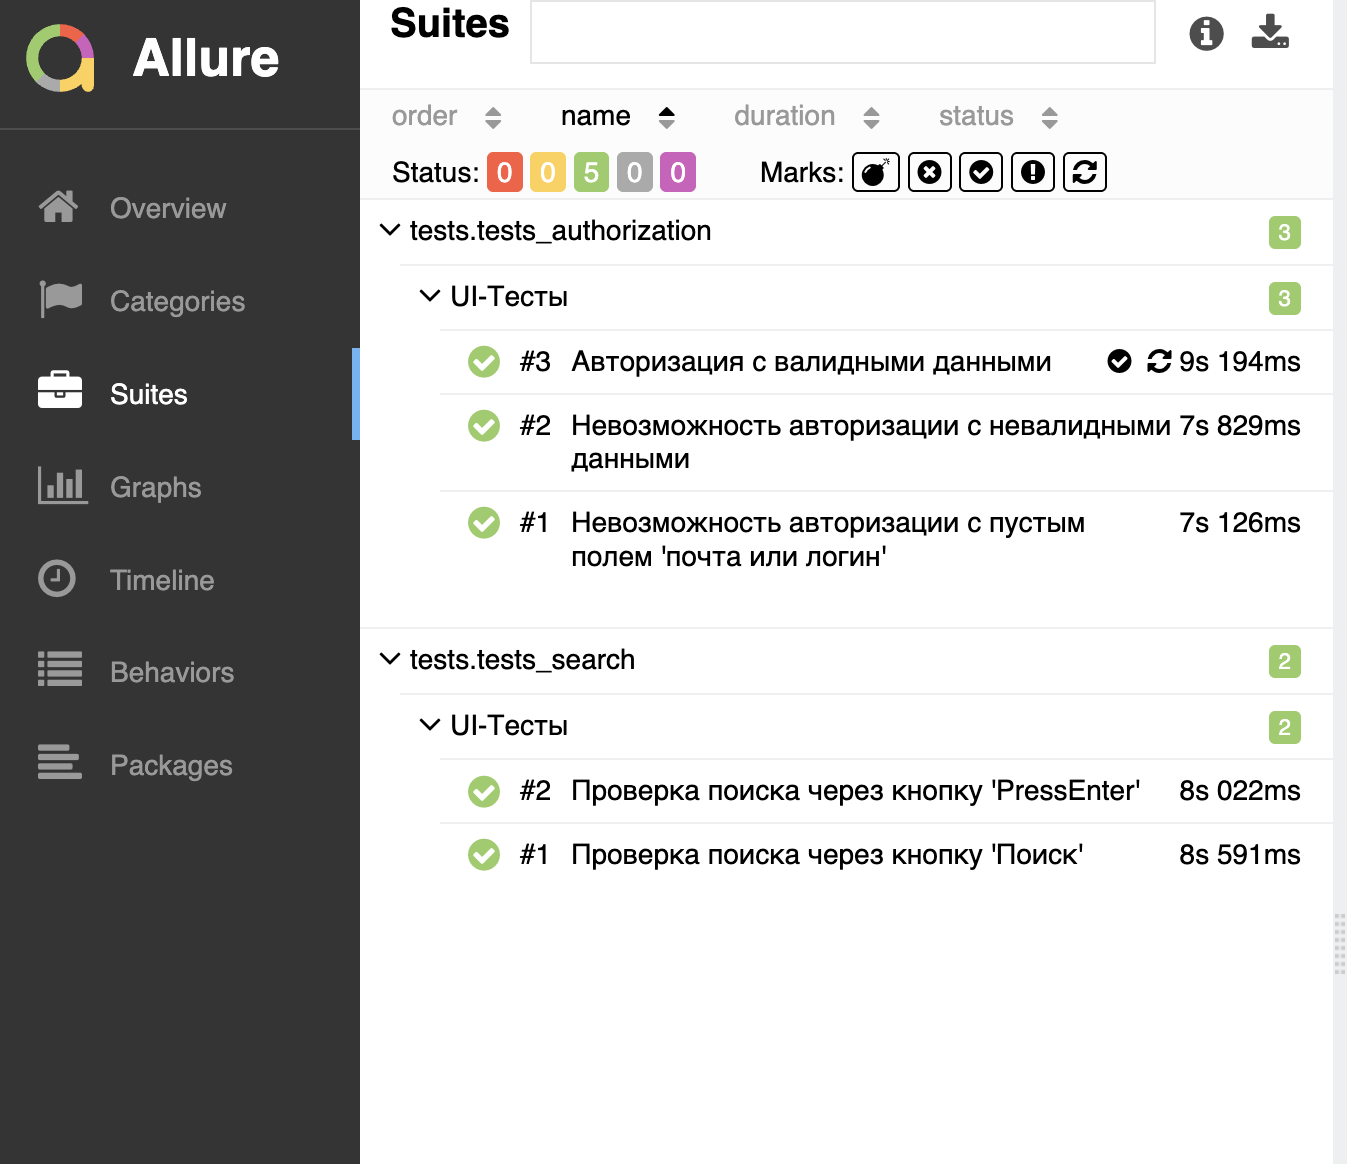 Allure
Overview
Categories
Suites
Graphs
Timeline
Behaviors
Packages
Suites
order name duration status
Status: 0 0 5 0 0 Marks:
tests.tests_authorization 3
UI-Тесты 3
#3 Авторизация с валидными данными 9s 194ms
#2 Невозможность авторизации с невалидными 7s 829ms
данными
#1 Невозможность авторизации с пустым 7s 126ms
полем 'почта или логин'
tests.tests_search 2
UI-Тесты 2
#2 Проверка поиска через кнопку 'PressEnter' 8s 022ms
#1 Проверка поиска через кнопку 'Поиск' 8s 591ms